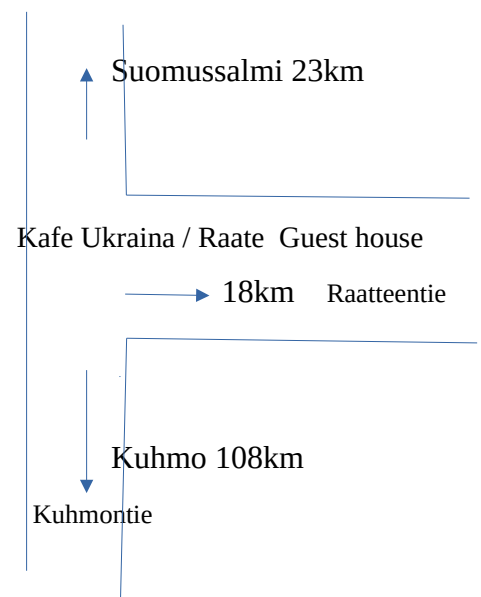 Suomussalmi 23km
Kafe Ukraina / Raate Guest house
18km Raatteentie
Kuhmo 108km
Kuhmontie